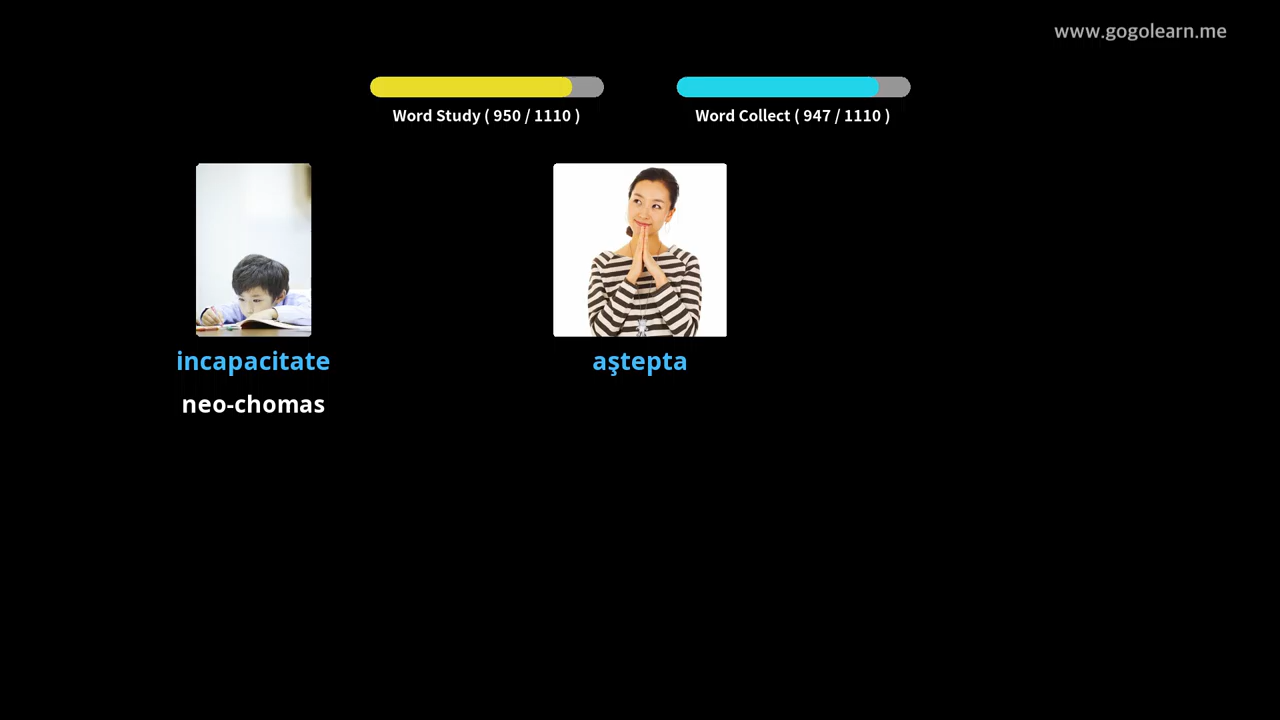 www.gogolearn.me
Word Study ( 950 / 1110 )
Word Collect ( 947 / 1110 )
incapacitate
aştepta
neo-chomas